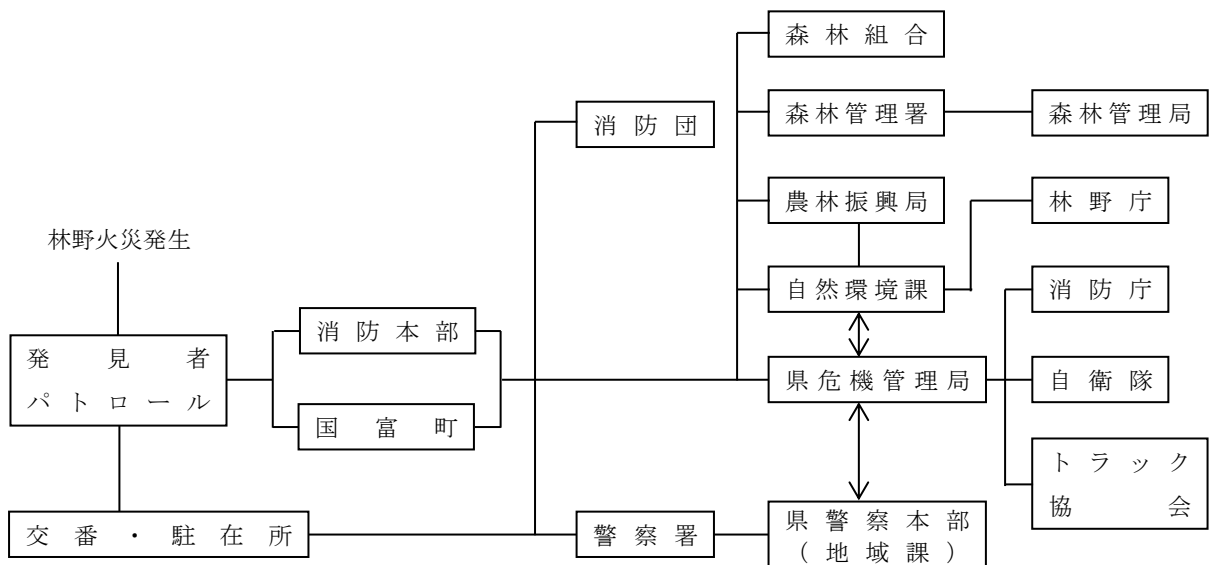 林野火災発生
発見者
パトロール
交番・駐在所
消防本部
国富町
消防団
警察署
森林組合
森林管理署
農林振興局
自然環境課
県危機管理局
県警察本部
（地域課）
森林管理局
林野庁
消防庁
自衛隊
トラック
協会